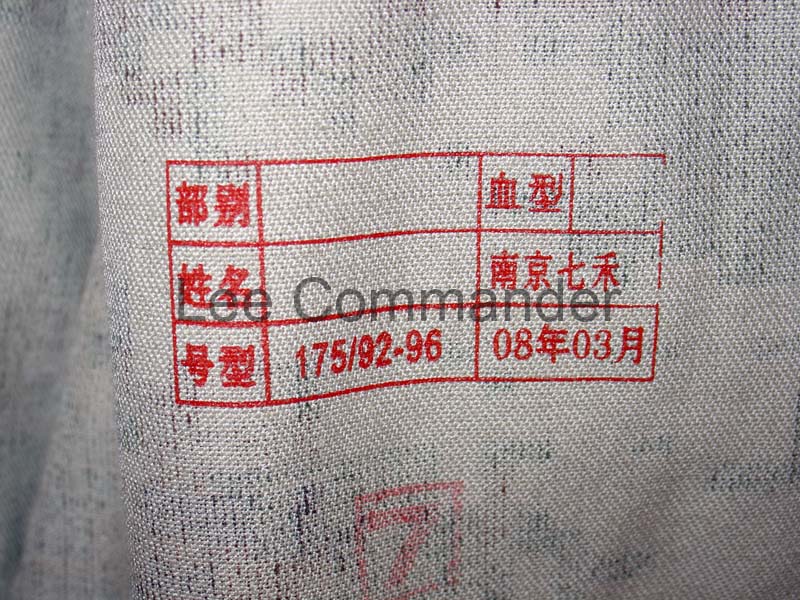 部别 血型
姓名 南京七禾
Lee Commander
号型 175/92-96 08年03月
7